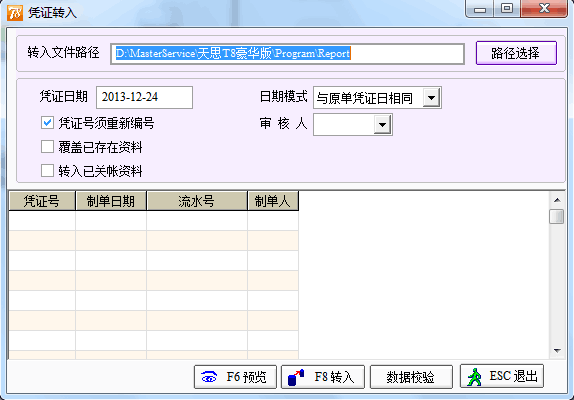 T8 凭证转入
转入文件路径 D:\MasterService\天思T8豪华版\Program\Report 路径选择
凭证日期 2013-12-24 日期模式 与原单凭证日相同
凭证号须重新编号 审 核 人
覆盖已存在资料
转入已关帐资料
凭证号 制单日期 流水号 制单人
F6 预览 F8 转入 数据校验 ESC 退出